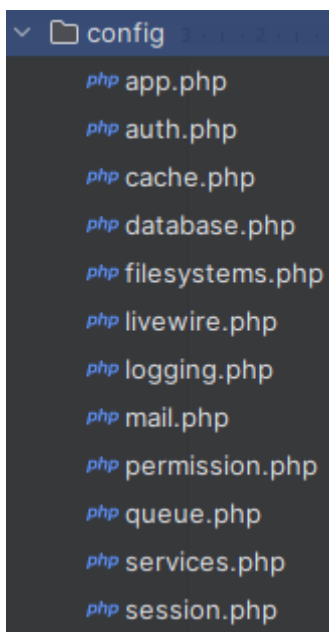 config
php app.php
php auth.php
php cache.php
php database.php
php filesystems.php
php livewire.php
php logging.php
php mail.php
php permission.php
php queue.php
php services.php
php session.php